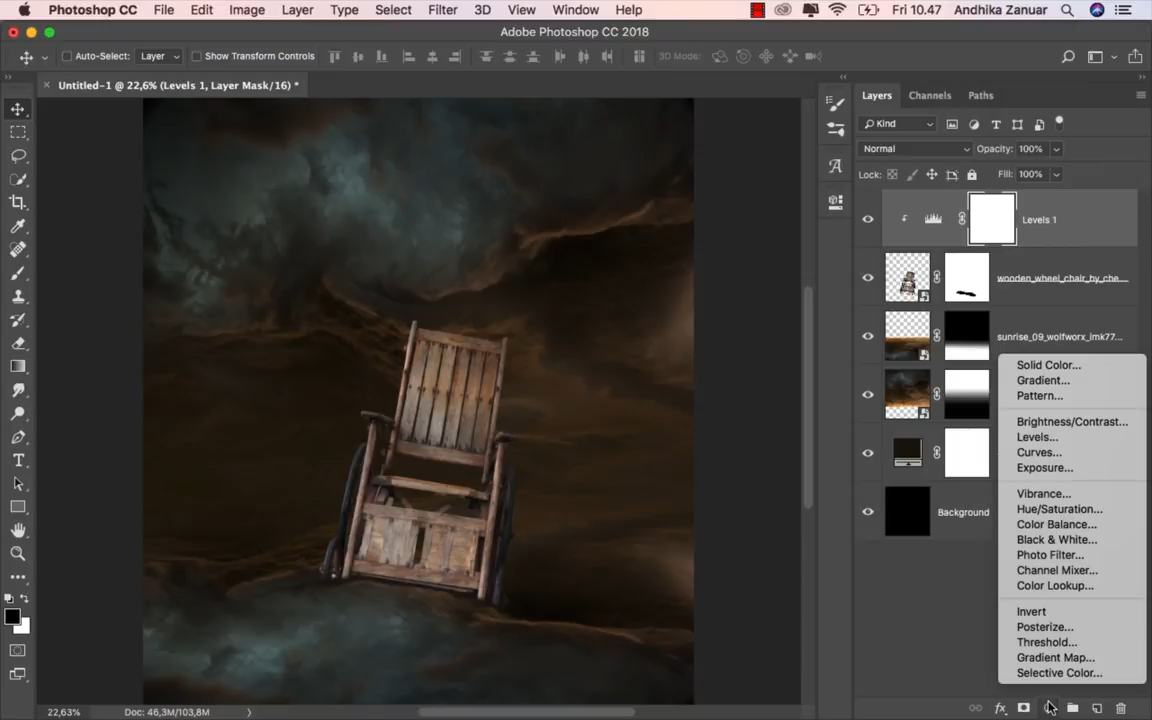 Photoshop CC File Edit Image Layer Type Select Filter 3D View Window Help Fri 10.47 Andhika Zanuar
Adobe Photoshop CC 2018
Auto-Select: Layer Show Transform Controls 3D Mode:
Untitled-1 @ 22,6% (Levels 1, Layer Mask/16) *
Layers Channels Paths
Kind
Normal Opacity: 100%
Lock: Fill: 100%
Levels 1
wooden_wheel_chair_by_che...
sunrise_09_wolfworx_lmk77...
Background
Solid Color...
Gradient...
Pattern...
Brightness/Contrast...
Levels...
Curves...
Exposure...
Vibrance...
Hue/Saturation...
Color Balance...
Black & White...
Photo Filter...
Channel Mixer...
Color Lookup...
Invert
Posterize...
Threshold...
Gradient Map...
Selective Color...
22,63% Doc: 46,3M/103,8M